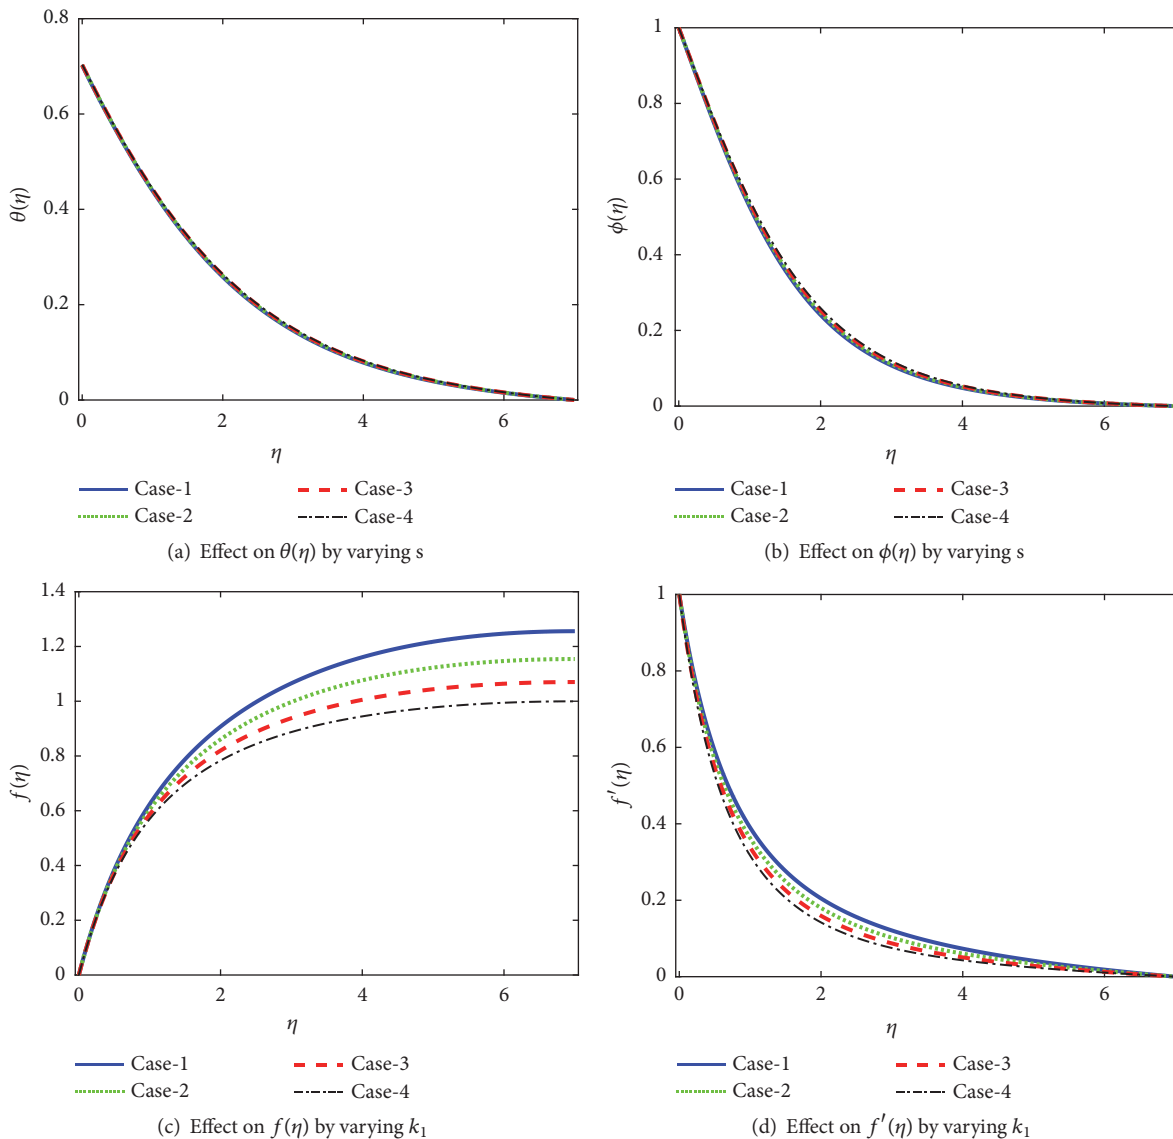 0.8
0.6
0.4
0.2
0
θ(η)
0 2 4 6
η
Case-1 Case-3
Case-2 Case-4
(a) Effect on θ(η) by varying s
1
0.8
0.6
0.4
0.2
0
ϕ(η)
0 2 4 6
η
Case-1 Case-3
Case-2 Case-4
(b) Effect on ϕ(η) by varying s
1.4
1.2
1
0.8
0.6
0.4
0.2
0
f(η)
0 2 4 6
η
Case-1 Case-3
Case-2 Case-4
(c) Effect on f(η) by varying k₁
1
0.8
0.6
0.4
0.2
0
f′(η)
0 2 4 6
η
Case-1 Case-3
Case-2 Case-4
(d) Effect on f′(η) by varying k₁